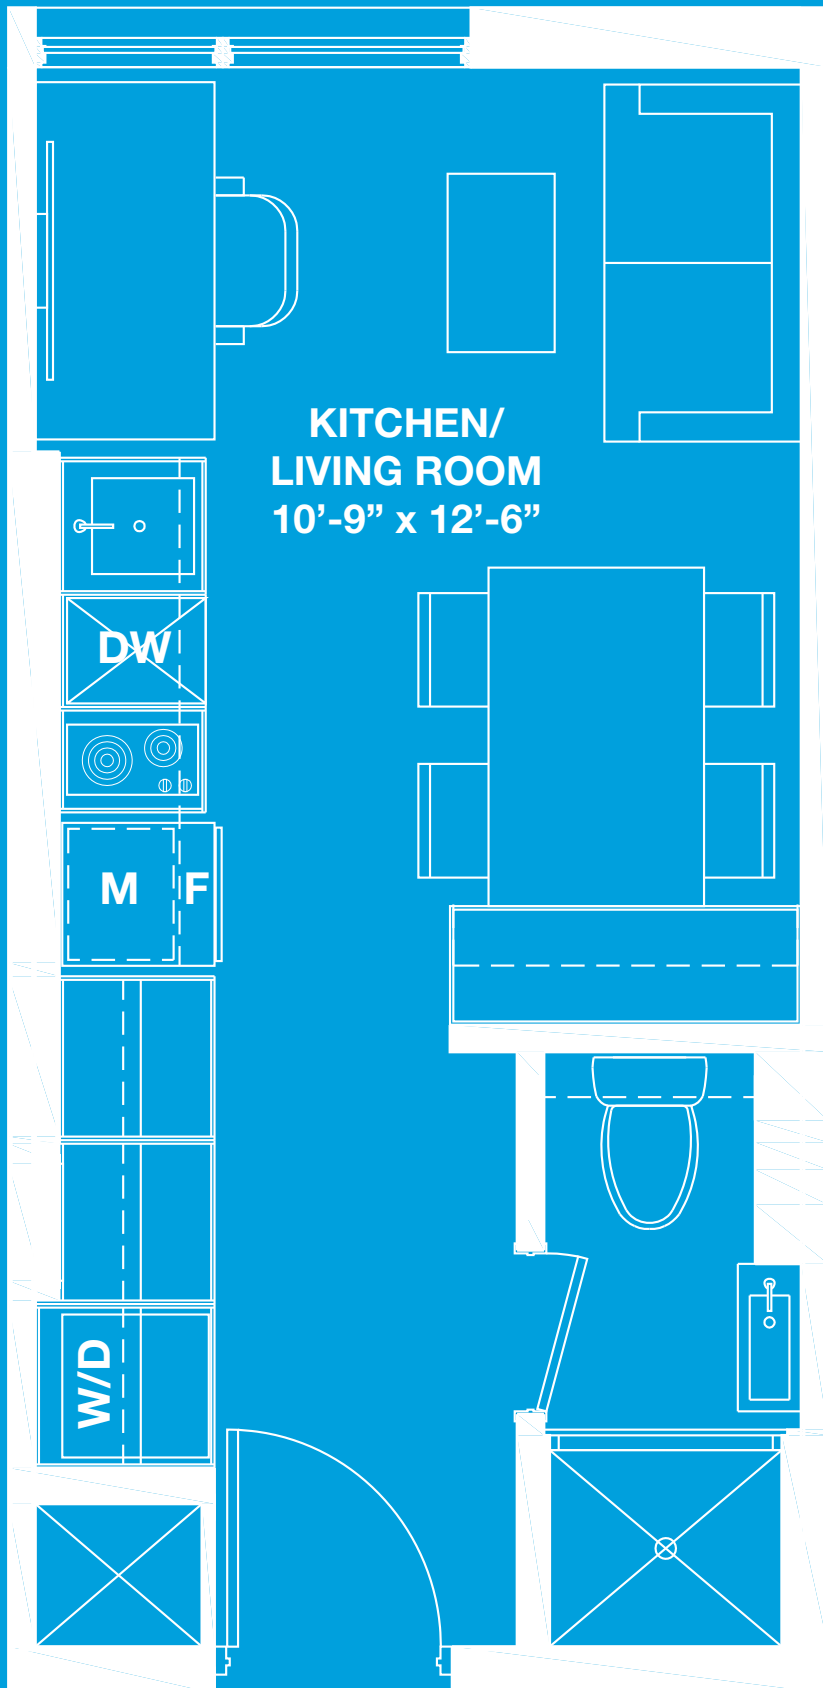 KITCHEN/
LIVING ROOM
10’-9” x 12’-6”
DW
M
F
W/D